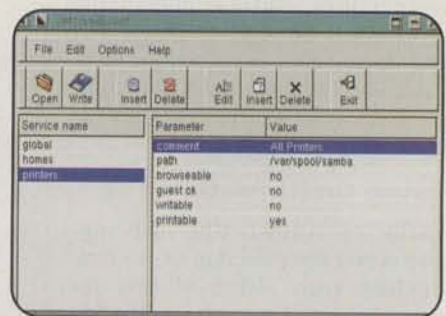 File Edit Options Help
Open Write Insert Delete Edit Insert Delete Exit
Service name Parameter Value
global comment All Printers
homes path /var/spool/samba
printers browseable no
guest ok no
writable no
printable yes